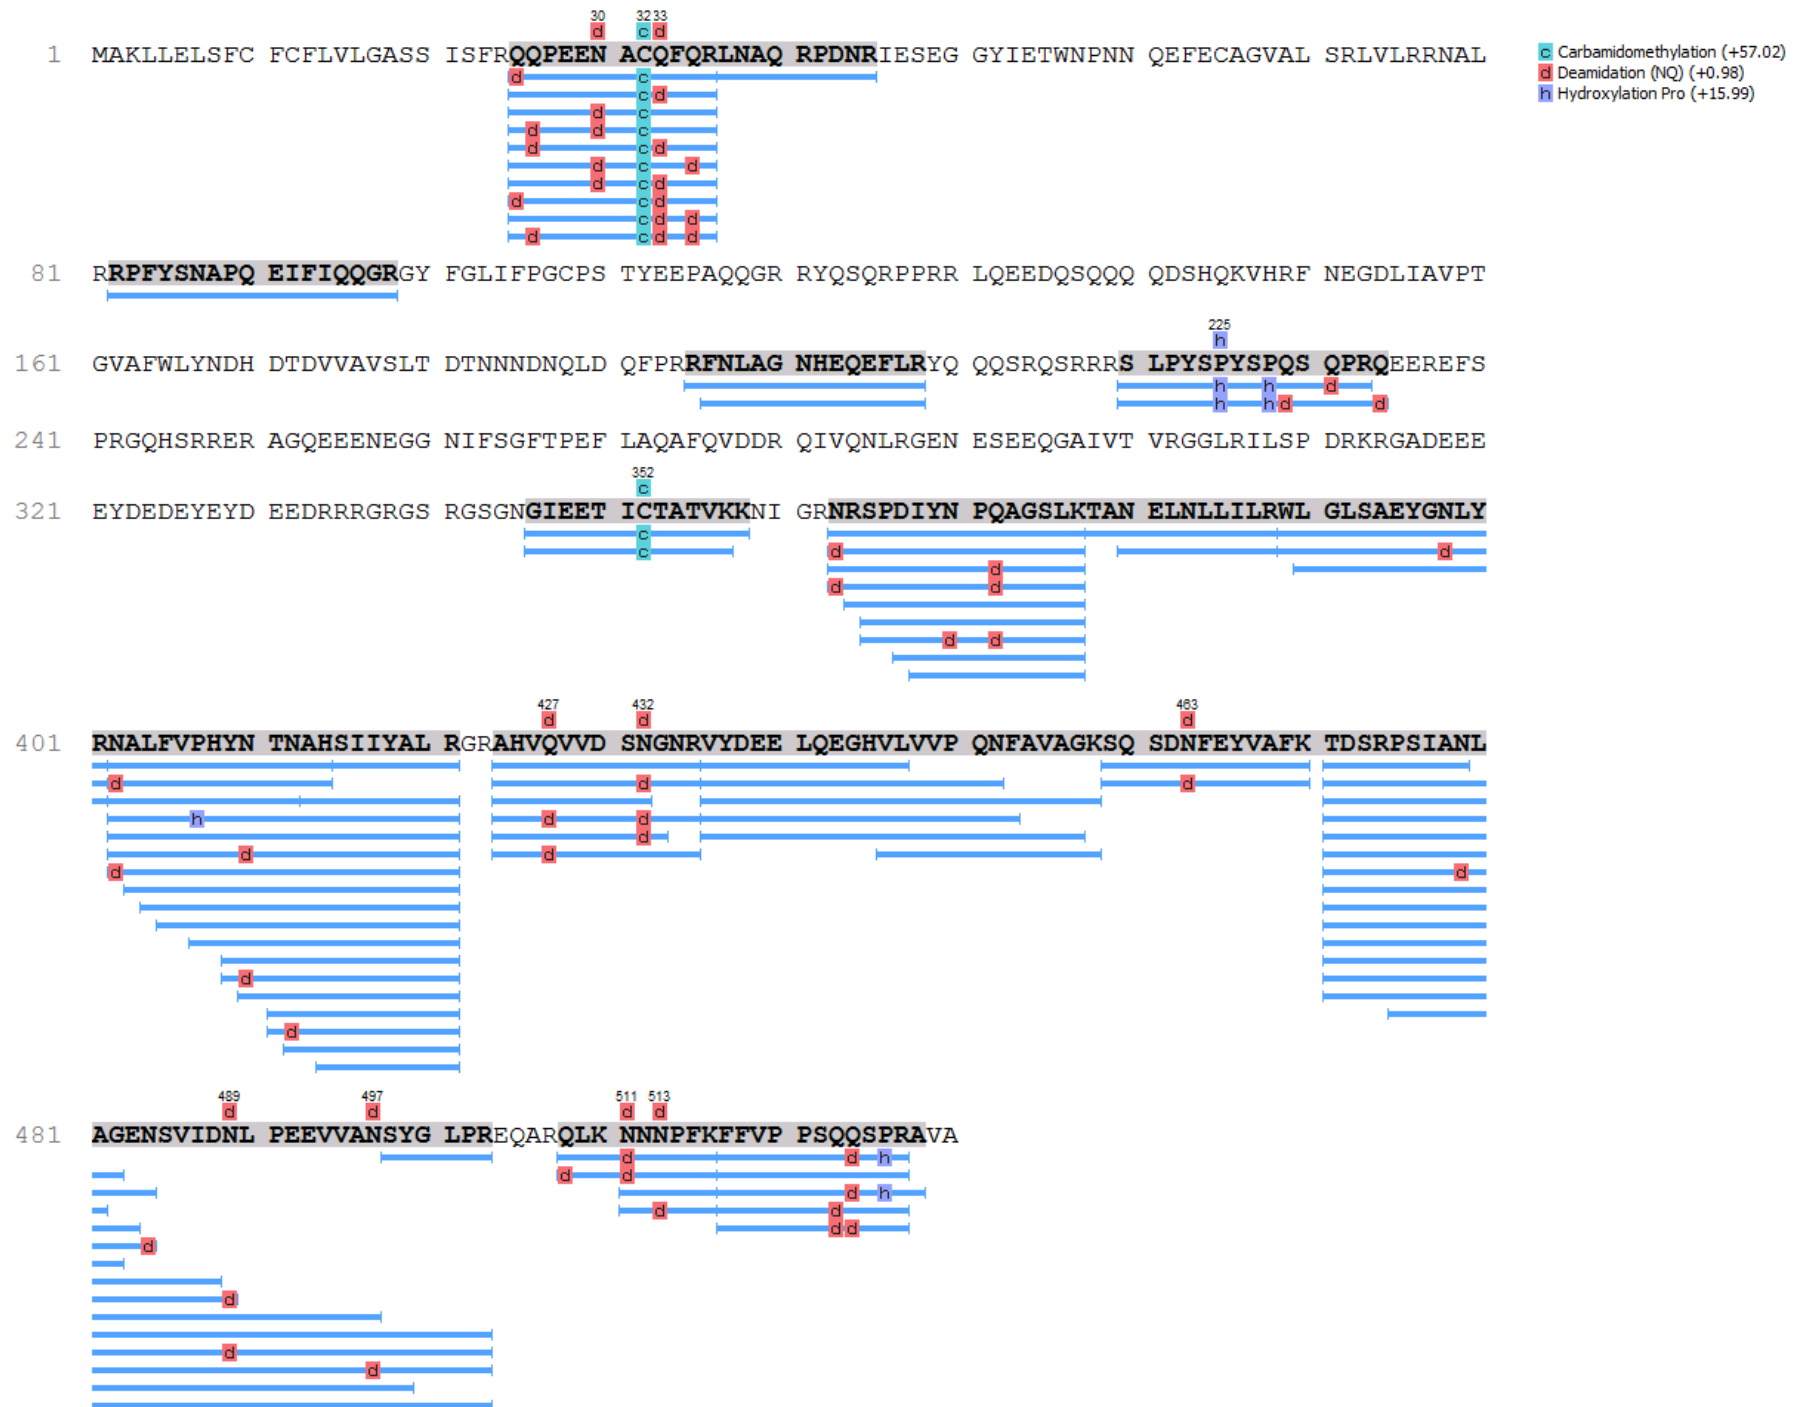 30 32 33
d c d
1 MAKLLELSFC FCFLVLGASS ISFRQQPEEN ACQFQRLNAQ RPDNRIESEG GYIETWNPNN QEFECAGVAL SRLVLRRNAL
c Carbamidomethylation (+57.02)
d Deamidation (NQ) (+0.98)
h Hydroxylation Pro (+15.99)
d c
c d
d c
d d c
d c d
d c d
d c d
d c d
c d d
d c d d
81 RRPFYSNAPQ EIFIQQGRGY FGLIFPGCPS TYEEPAQQGR RYQSQRPPRR LQEEDQSQQQ QDSHQKVHRF NEGDLIAVPT
225
h
161 GVAFWLYNDH DTDVVAVSLT DTNNNDNQLD QFPRRFNLAG NHEQEFLRYQ QQSRQSRRRS LPYSPYSPQS QPRQEEREFS
h h d
h h d d
241 PRGQHSRRER AGQEEENEGG NIFSGFTPEF LAQAFQVDDR QIVQNLRGEN ESEEQGAIVT VRGGLRILSP DRKRGADEEE
352
c
321 EYDEDEYEYD EEDRRRGRGS RGSGNGIEET ICTATVKKNI GRNRSPDIYN PQAGSLKTAN ELNLLILRWL GLSAEYGNLY
c
c d d
d
d d
d d
427 432 463
d d d
401 RNALFVPHYN TNAHSIIYAL RGRAHVQVVD SNGNRVYDEE LQEGHVLVVP QNFAVAGKSQ SDNFEYVAFK TDSRPSIANL
d d d
h d d
d
d d
d d
d
d
489 497 511 513
d d d d
481 AGENSVIDNL PEEVVANSYG LPREQARQLK NNNPFKFFVP PSQQSPRAVA
d d h
d d
d h
d d
d d
d
d
d
d